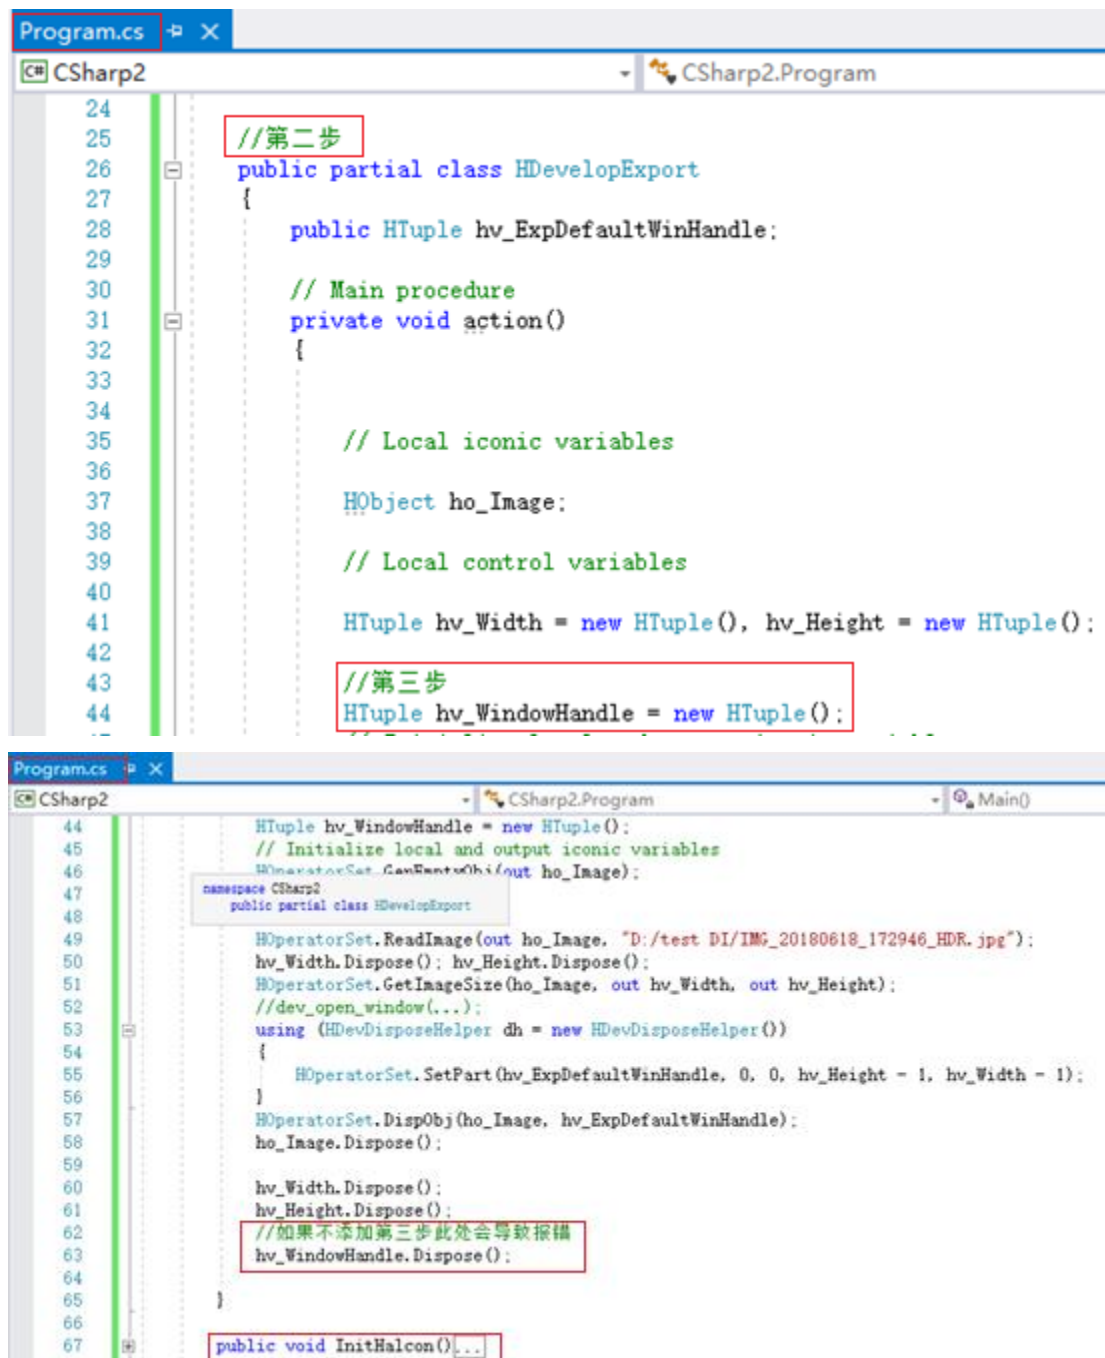 Program.cs
CSharp2 CSharp2.Program
24
25 //第二步
26 public partial class HDevelopExport
27 {
28 public HTuple hv_ExpDefaultWinHandle;
29
30 // Main procedure
31 private void action()
32 {
33
34
35 // Local iconic variables
36
37 HObject ho_Image;
38
39 // Local control variables
40
41 HTuple hv_Width = new HTuple(), hv_Height = new HTuple();
42
43 //第三步
44 HTuple hv_WindowHandle = new HTuple();
Program.cs
CSharp2 CSharp2.Program Main()
44 HTuple hv_WindowHandle = new HTuple();
45 // Initialize local and output iconic variables
46 HOperatorSet.GenEmptyObj(out ho_Image);
47 namespace CSharp2
48 public partial class HDevelopExport
49 HOperatorSet.ReadImage(out ho_Image, "D:/test DI/IMG_20180618_172946_HDR.jpg");
50 hv_Width.Dispose(); hv_Height.Dispose();
51 HOperatorSet.GetImageSize(ho_Image, out hv_Width, out hv_Height);
52 //dev_open_window(...);
53 using (HDevDisposeHelper dh = new HDevDisposeHelper())
54 {
55 HOperatorSet.SetPart(hv_ExpDefaultWinHandle, 0, 0, hv_Height - 1, hv_Width - 1);
56 }
57 HOperatorSet.DispObj(ho_Image, hv_ExpDefaultWinHandle);
58 ho_Image.Dispose();
59
60 hv_Width.Dispose();
61 hv_Height.Dispose();
62 //如果不添加第三步此处会导致报错
63 hv_WindowHandle.Dispose();
64
65 }
66
67 public void InitHalcon()...